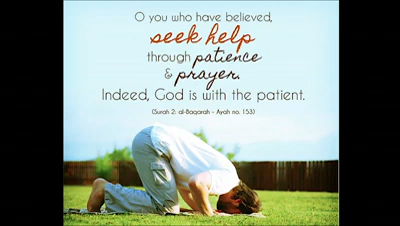 O you who have believed,
seek help
through patience
& prayer.
Indeed, God is with the patient.
(Surah 2: al-Baqarah - Ayah no. 153)